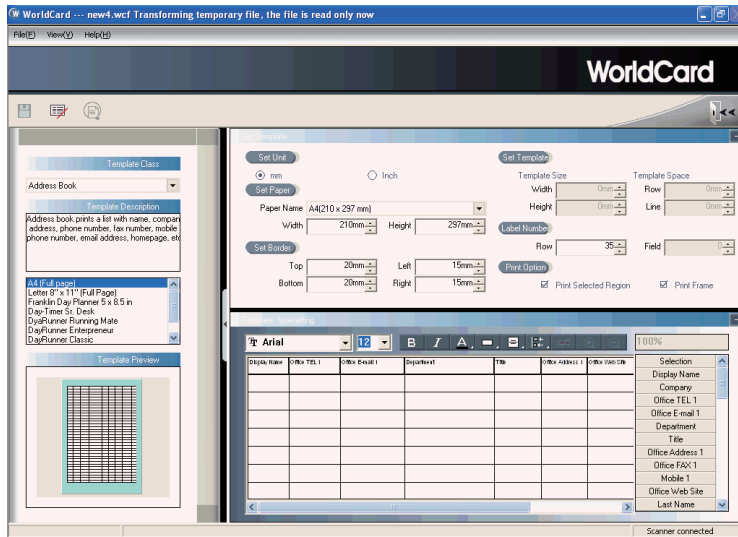 WorldCard --- new4.wcf Transforming temporary file, the file is read only now
File(F) View(V) Help(H)
WorldCard
Template Class
Address Book
Template Description
Address book prints a list with name, compan
address, phone number, fax number, mobile
phone number, email address, homepage, etc
A4 (Full page)
Letter 8" x 11" (Full Page)
Franklin Day Planner 5 x 8.5 in
Day-Timer Sr. Desk
DyaRunner Running Mate
DayRunner Entepreneur
DayRunner Classic
Template Preview
Set Template
Set Unit
mm
Inch
Set Paper
Paper Name A4(210 x 297 mm)
Width 210mm Height 297mm
Set Border
Top 20mm Left 15mm
Bottom 20mm Right 15mm
Set Template
Template Size Template Space
Width 0mm Row 0mm
Height 0mm Line 0mm
Label Number
Row 35 Field 0
Print Option
Print Selected Region Print Frame
Template Typesetting
Arial 12 B I A 100%
Display Name Office TEL 1 Office E-mail 1 Department Title Office Address 1 Office Web Site
Selection
Display Name
Company
Office TEL 1
Office E-mail 1
Department
Title
Office Address 1
Office FAX 1
Mobile 1
Office Web Site
Last Name
Scanner connected